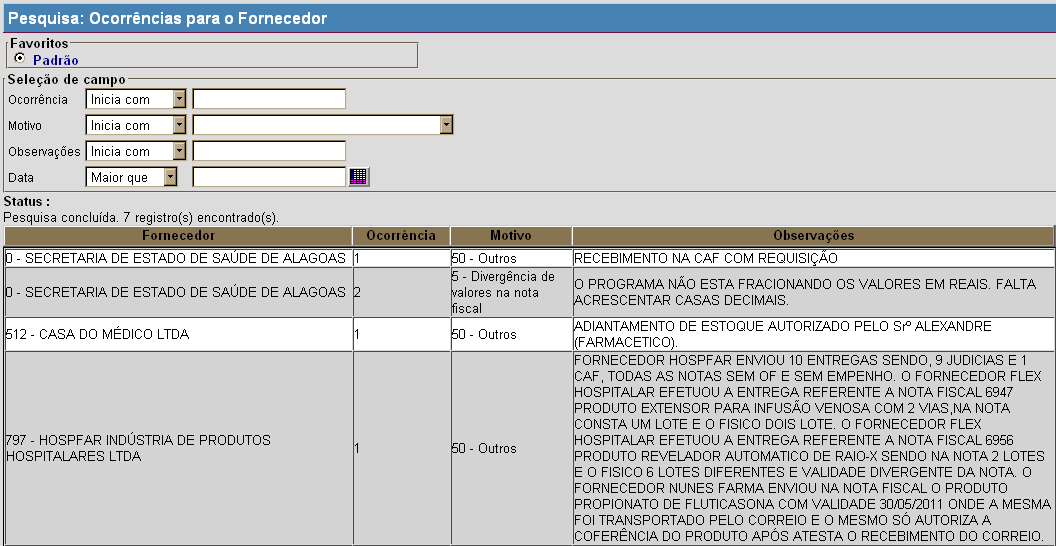 Pesquisa: Ocorrências para o Fornecedor
Favoritos
Padrão
Seleção de campo
Ocorrência Inicia com
Motivo Inicia com
Observações Inicia com
Data Maior que
Status :
Pesquisa concluída. 7 registro(s) encontrado(s).
Fornecedor Ocorrência Motivo Observações
0 - SECRETARIA DE ESTADO DE SAÚDE DE ALAGOAS 1 50 - Outros RECEBIMENTO NA CAF COM REQUISIÇÃO
0 - SECRETARIA DE ESTADO DE SAÚDE DE ALAGOAS 2
5 - Divergência de
valores na nota
fiscal
O PROGRAMA NÃO ESTA FRACIONANDO OS VALORES EM REAIS. FALTA
ACRESCENTAR CASAS DECIMAIS.
512 - CASA DO MÉDICO LTDA 1 50 - Outros
ADIANTAMENTO DE ESTOQUE AUTORIZADO PELO Srº ALEXANDRE
(FARMACETICO).
797 - HOSPFAR INDÚSTRIA DE PRODUTOS
HOSPITALARES LTDA
1 50 - Outros
FORNECEDOR HOSPFAR ENVIOU 10 ENTREGAS SENDO, 9 JUDICIAS E 1
CAF, TODAS AS NOTAS SEM OF E SEM EMPENHO. O FORNECEDOR FLEX
HOSPITALAR EFETUOU A ENTREGA REFERENTE A NOTA FISCAL 6947
PRODUTO EXTENSOR PARA INFUSÃO VENOSA COM 2 VIAS,NA NOTA
CONSTA UM LOTE E O FISICO DOIS LOTE. O FORNECEDOR FLEX
HOSPITALAR EFETUOU A ENTREGA REFERENTE A NOTA FISCAL 6956
PRODUTO REVELADOR AUTOMATICO DE RAIO-X SENDO NA NOTA 2 LOTES
E O FISICO 6 LOTES DIFERENTES E VALIDADE DIVERGENTE DA NOTA. O
FORNECEDOR NUNES FARMA ENVIOU NA NOTA FISCAL O PRODUTO
PROPIONATO DE FLUTICASONA COM VALIDADE 30/05/2011 ONDE A MESMA
FOI TRANSPORTADO PELO CORREIO E O MESMO SÓ AUTORIZA A
COFERÊNCIA DO PRODUTO APÓS ATESTA O RECEBIMENTO DO CORREIO.